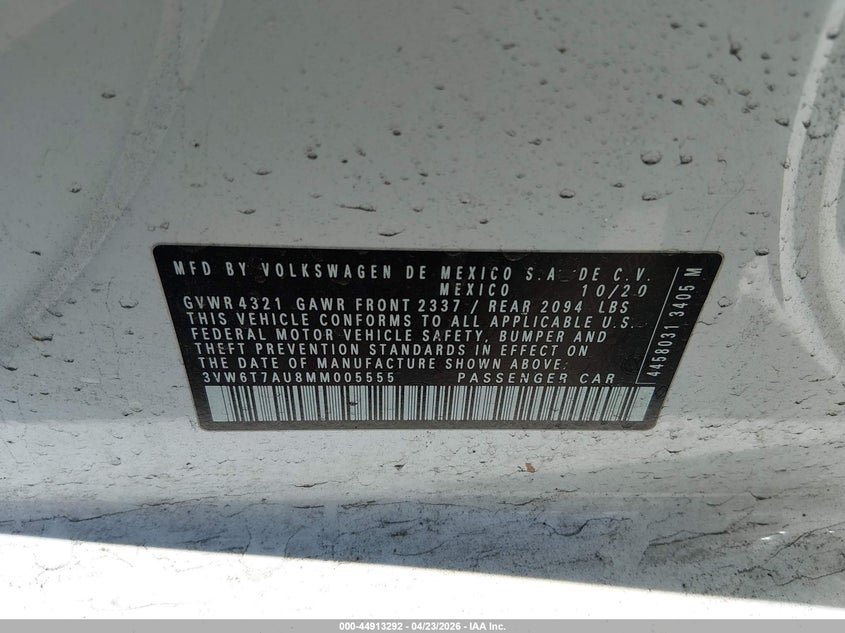 MFD BY VOLKSWAGEN DE MEXICO S.A. DE C.V.
MEXICO 10/20
GVWR 4321 GAWR FRONT 2337 / REAR 2094 LBS
THIS VEHICLE CONFORMS TO ALL APPLICABLE U.S.
FEDERAL MOTOR VEHICLE SAFETY, BUMPER AND
THEFT PREVENTION STANDARDS IN EFFECT ON
THE DATE OF MANUFACTURE SHOWN ABOVE:
3VW6T7AU8MM005555 PASSENGER CAR
4458031 3405 M
000-44913292 - 04/23/2026 - IAA Inc.